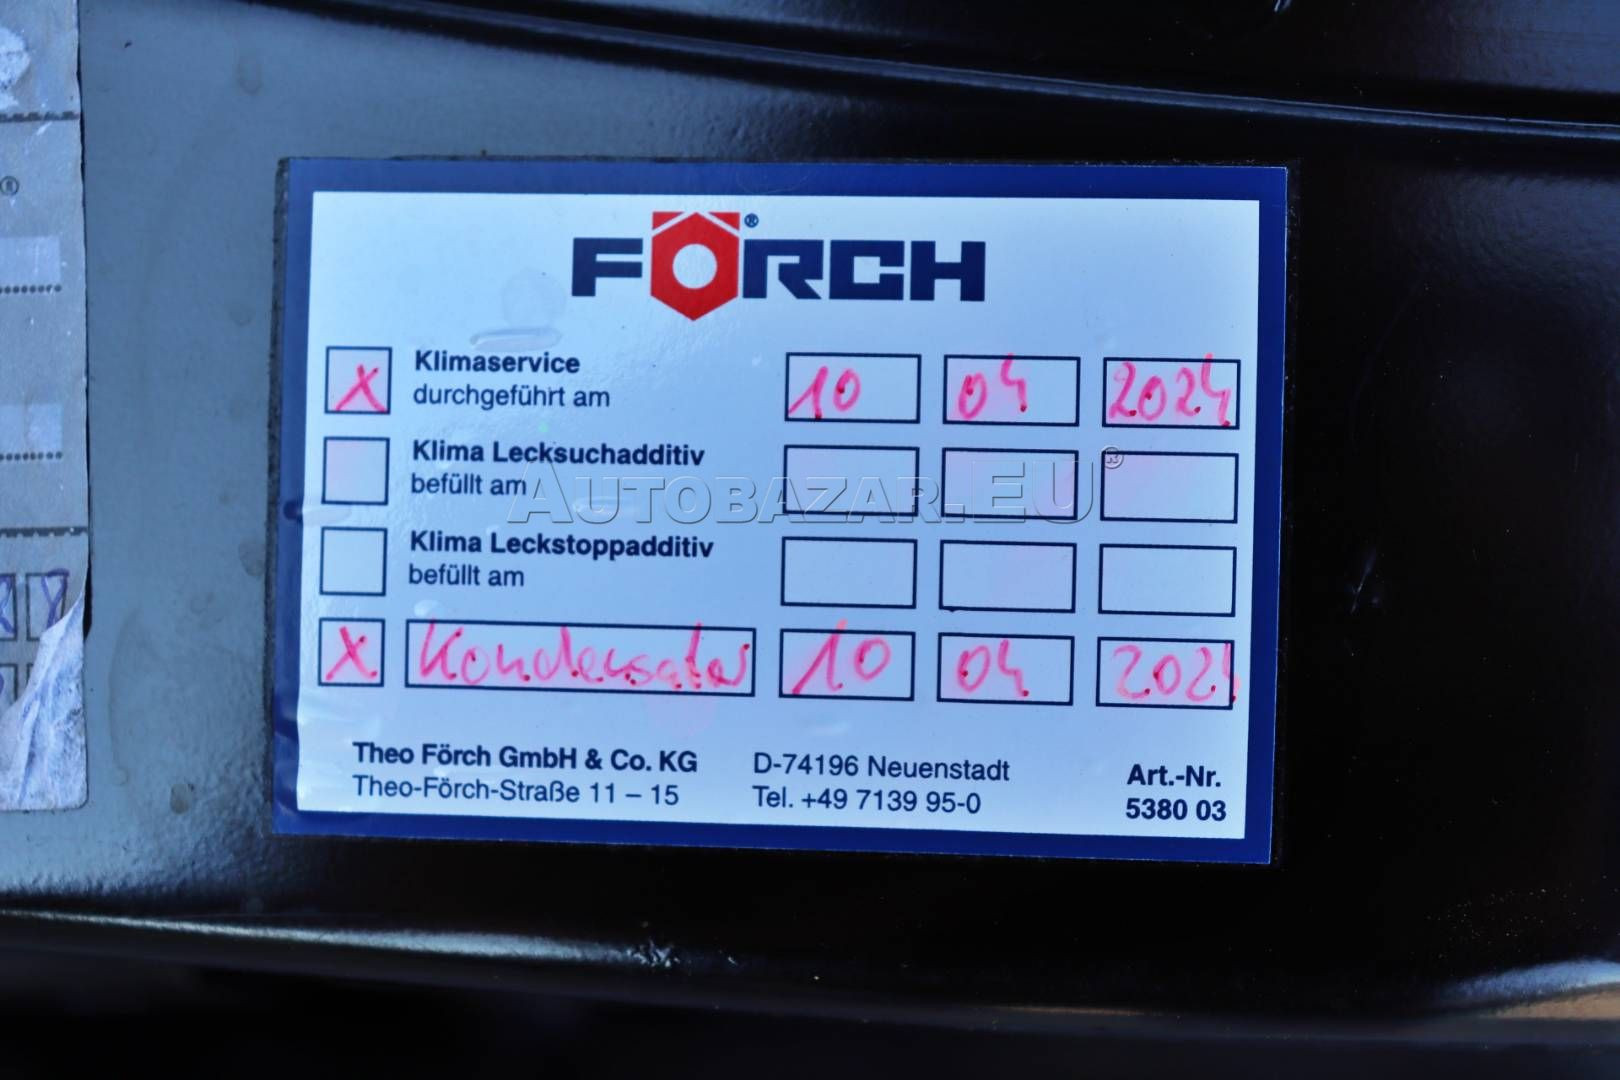 FÖRCH®
X Klimaservice 10 04 2024
durchgeführt am
Klima Lecksuchadditiv
befüllt am
AUTOBAZAR.EU®
Klima Leckstoppadditiv
befüllt am
X Kondensator 10 04 2024
Theo Förch GmbH & Co. KG D-74196 Neuenstadt Art.-Nr.
Theo-Förch-Straße 11 – 15 Tel. +49 7139 95-0 5380 03